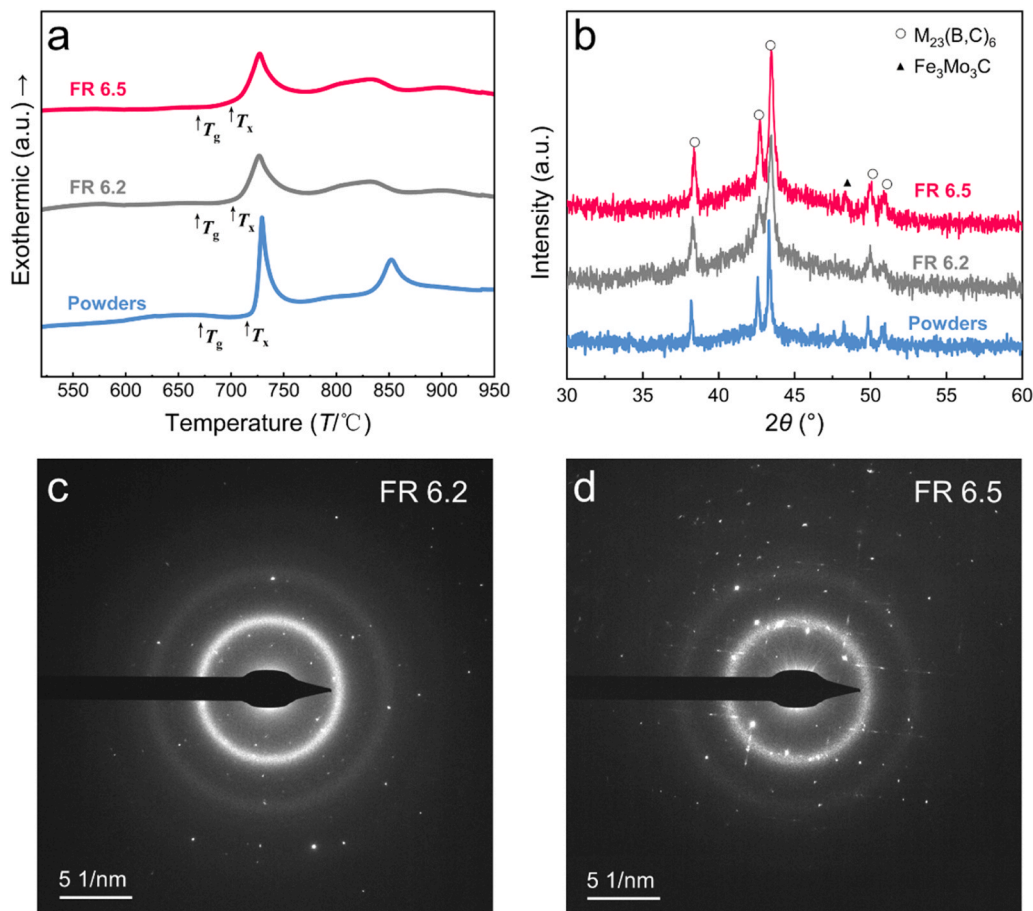 a
Exothermic (a.u.) →
FR 6.5
↑Tg
↑Tx
FR 6.2
↑Tg
↑Tx
Powders
↑Tg
↑Tx
550 600 650 700 750 800 850 900 950
Temperature (T/℃)
b
○ M₂₃(B,C)₆
▲ Fe₃Mo₃C
Intensity (a.u.)
FR 6.5
FR 6.2
Powders
30 35 40 45 50 55 60
2θ (°)
c
FR 6.2
5 1/nm
d
FR 6.5
5 1/nm